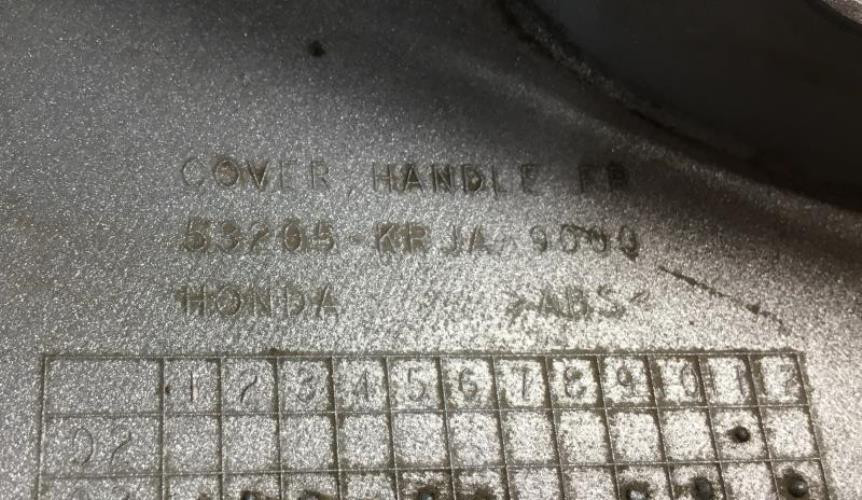 COVER, HANDLE FR
53205-KRJA-9000
HONDA >ABS<
1 2 3 4 5 6 7 8 9 0 1 2
02